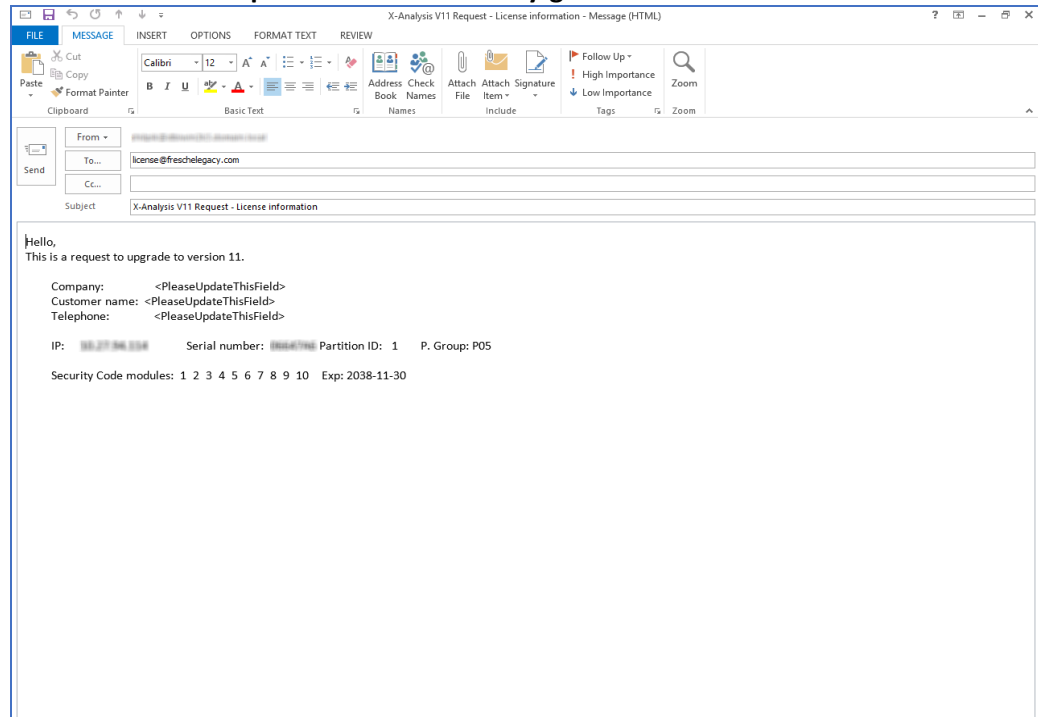 X-Analysis V11 Request - License information - Message (HTML)
FILE MESSAGE INSERT OPTIONS FORMAT TEXT REVIEW
Paste
Cut
Copy
Format Painter
Clipboard
Calibri 12
B I U
Basic Text
Address Book
Check Names
Names
Attach File
Attach Item
Signature
Include
Follow Up
High Importance
Low Importance
Tags
Zoom
Zoom
Send
From
To... license@freschelegacy.com
Cc...
Subject X-Analysis V11 Request - License information
Hello,
This is a request to upgrade to version 11.
Company: <PleaseUpdateThisField>
Customer name: <PleaseUpdateThisField>
Telephone: <PleaseUpdateThisField>
IP: Serial number: Partition ID: 1 P. Group: P05
Security Code modules: 1 2 3 4 5 6 7 8 9 10 Exp: 2038-11-30